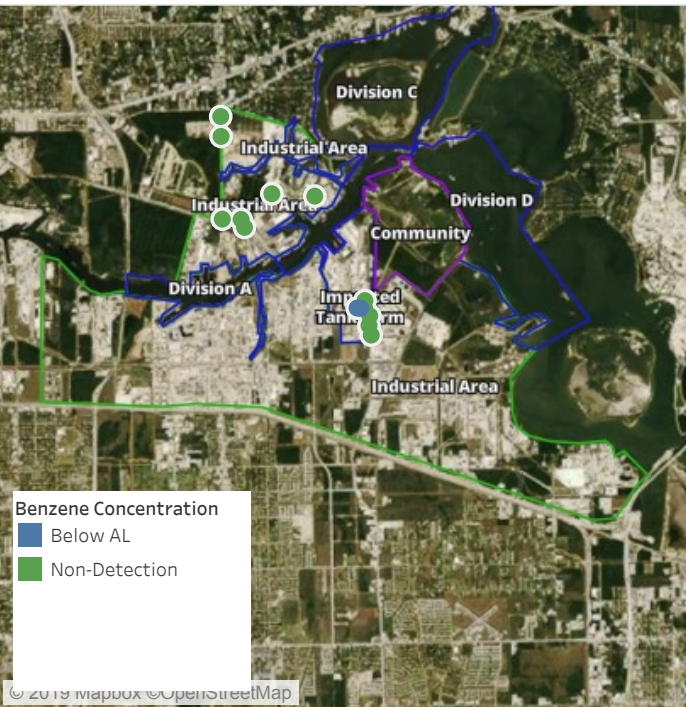 Division C
Industrial Area
Industrial Area
Division D
Community
Division A
Impacted
Tank Farm
Industrial Area
Benzene Concentration
Below AL
Non-Detection
© 2019 Mapbox ©OpenStreetMap